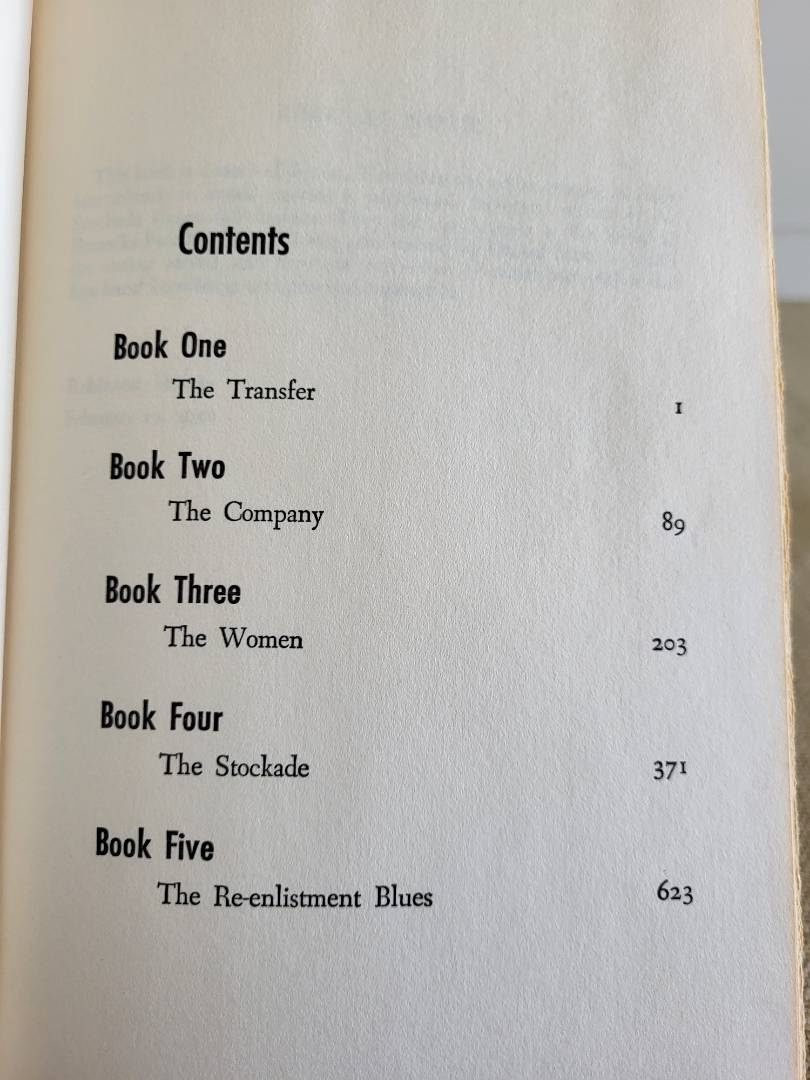 Contents
Book One
The Transfer 1
Book Two
The Company 89
Book Three
The Women 203
Book Four
The Stockade 371
Book Five
The Re-enlistment Blues 623